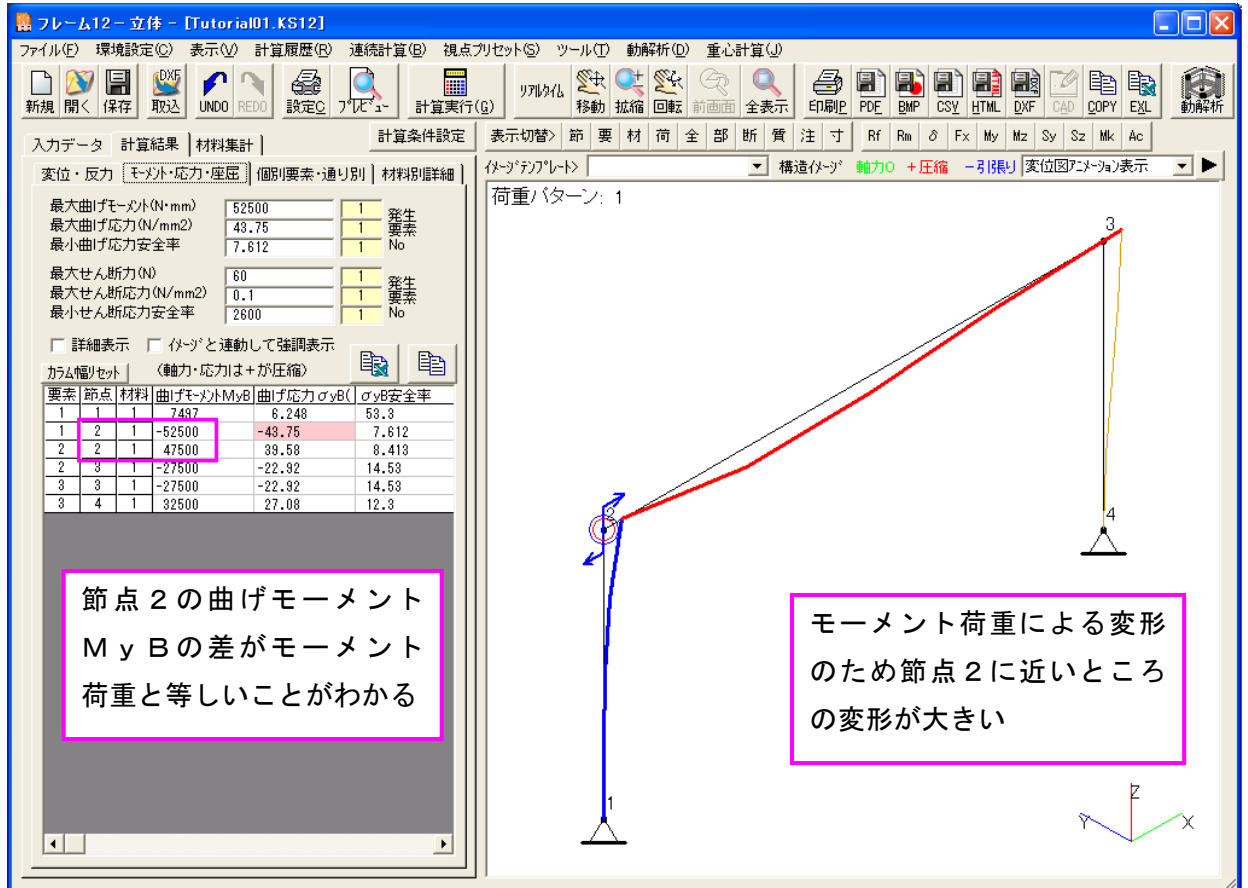 フレーム12－立体－ [Tutorial01.KS12]
ファイル(F) 環境設定(C) 表示(V) 計算履歴(R) 連続計算(B) 視点プリセット(S) ツール(T) 動解析(D) 重心計算(J)
新規 開く 保存 取込 UNDO REDO 設定C プレビュー 計算実行(G) リアルタイム 移動 拡縮 回転 前画面 全表示 印刷P PDF BMP CSV HTML DXF CAD COPY EXL 動解析
入力データ 計算結果 材料集計 計算条件設定 表示切替> 節 要 材 荷 全 部 断 質 注 寸 Rf Rm δ Fx My Mz Sy Sz Mk Ac
変位・反力 モーメント・応力・座屈 個別要素・通り別 材料別詳細 イメージテンプレート> 構造イメージ 軸力0 +圧縮 -引張り 変位図アニメーション表示
荷重パターン: 1
最大曲げモーメント(N・mm) 52500 1
最大曲げ応力(N/mm2) 43.75 1
最小曲げ応力安全率 7.612 1
発生
要素
No
最大せん断力(N) 60 1
最大せん断応力(N/mm2) 0.1 1
最小せん断応力安全率 2600 1
発生
要素
No
詳細表示 イメージと連動して強調表示
カラム幅リセット (軸力・応力は+が圧縮)
要素 節点 材料 曲げモーメントMyB 曲げ応力σyB( σyB安全率
1 1 1 7497 6.248 53.3
1 2 1 -52500 -43.75 7.612
2 2 1 47500 39.58 8.413
2 3 1 -27500 -22.92 14.53
3 3 1 -27500 -22.92 14.53
3 4 1 32500 27.08 12.3
節点２の曲げモーメント
ＭｙＢの差がモーメント
荷重と等しいことがわかる
3
2
4
1
モーメント荷重による変形
のため節点２に近いところ
の変形が大きい
Z
Y
X